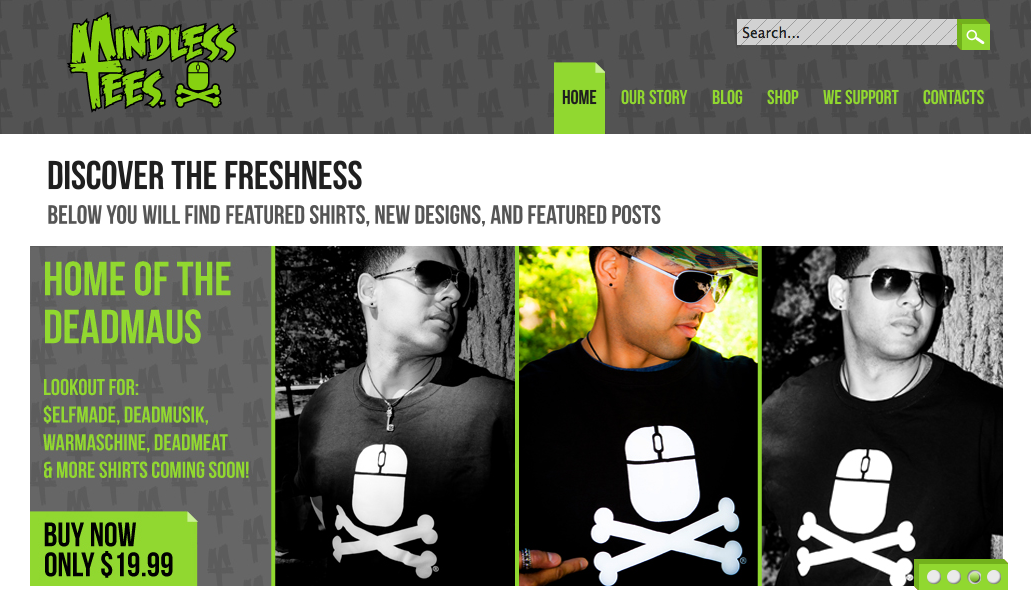 MINDLESS
TEES
Search...
HOME
OUR STORY
BLOG
SHOP
WE SUPPORT
CONTACTS
DISCOVER THE FRESHNESS
BELOW YOU WILL FIND FEATURED SHIRTS, NEW DESIGNS, AND FEATURED POSTS
HOME OF THE
DEADMAUS
LOOKOUT FOR:
$ELFMADE, DEADMUSIK,
WARMASCHINE, DEADMEAT
& MORE SHIRTS COMING SOON!
BUY NOW
ONLY $19.99
®
®
®